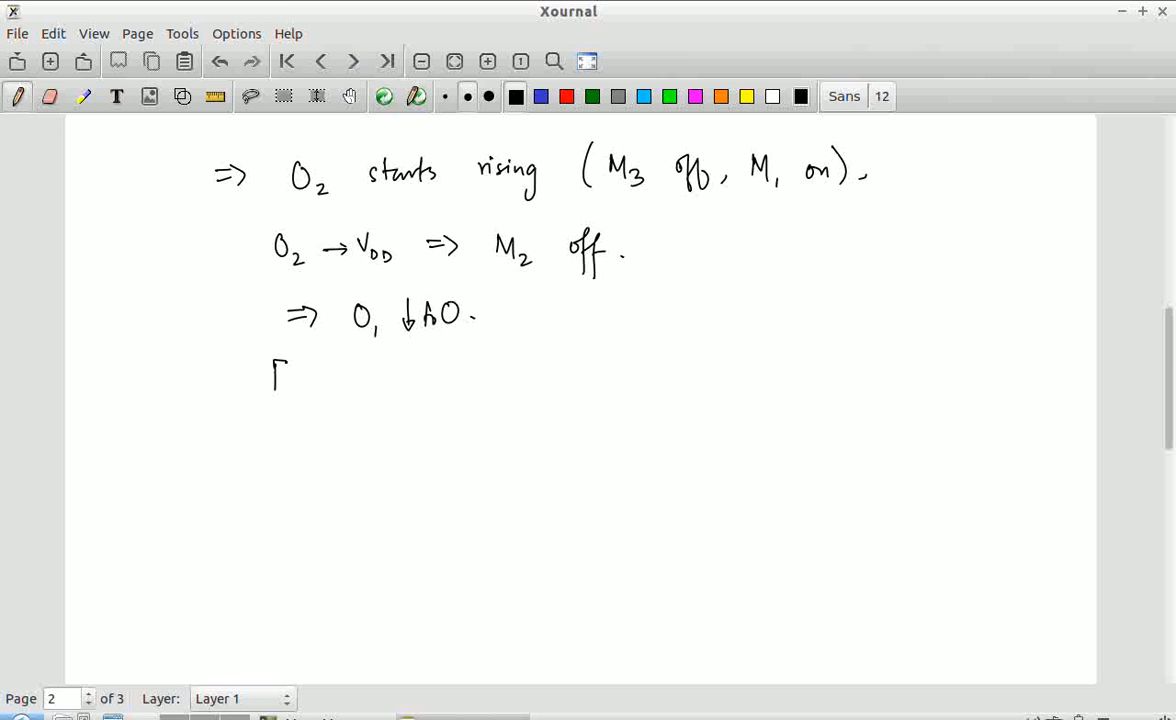 Xournal
File Edit View Page Tools Options Help
Sans 12
=> O2 starts rising (M3 off, M1 on).
O2 → VDD => M2 off.
=> O1 ↓ to 0.
Page 2 of 3 Layer: Layer 1